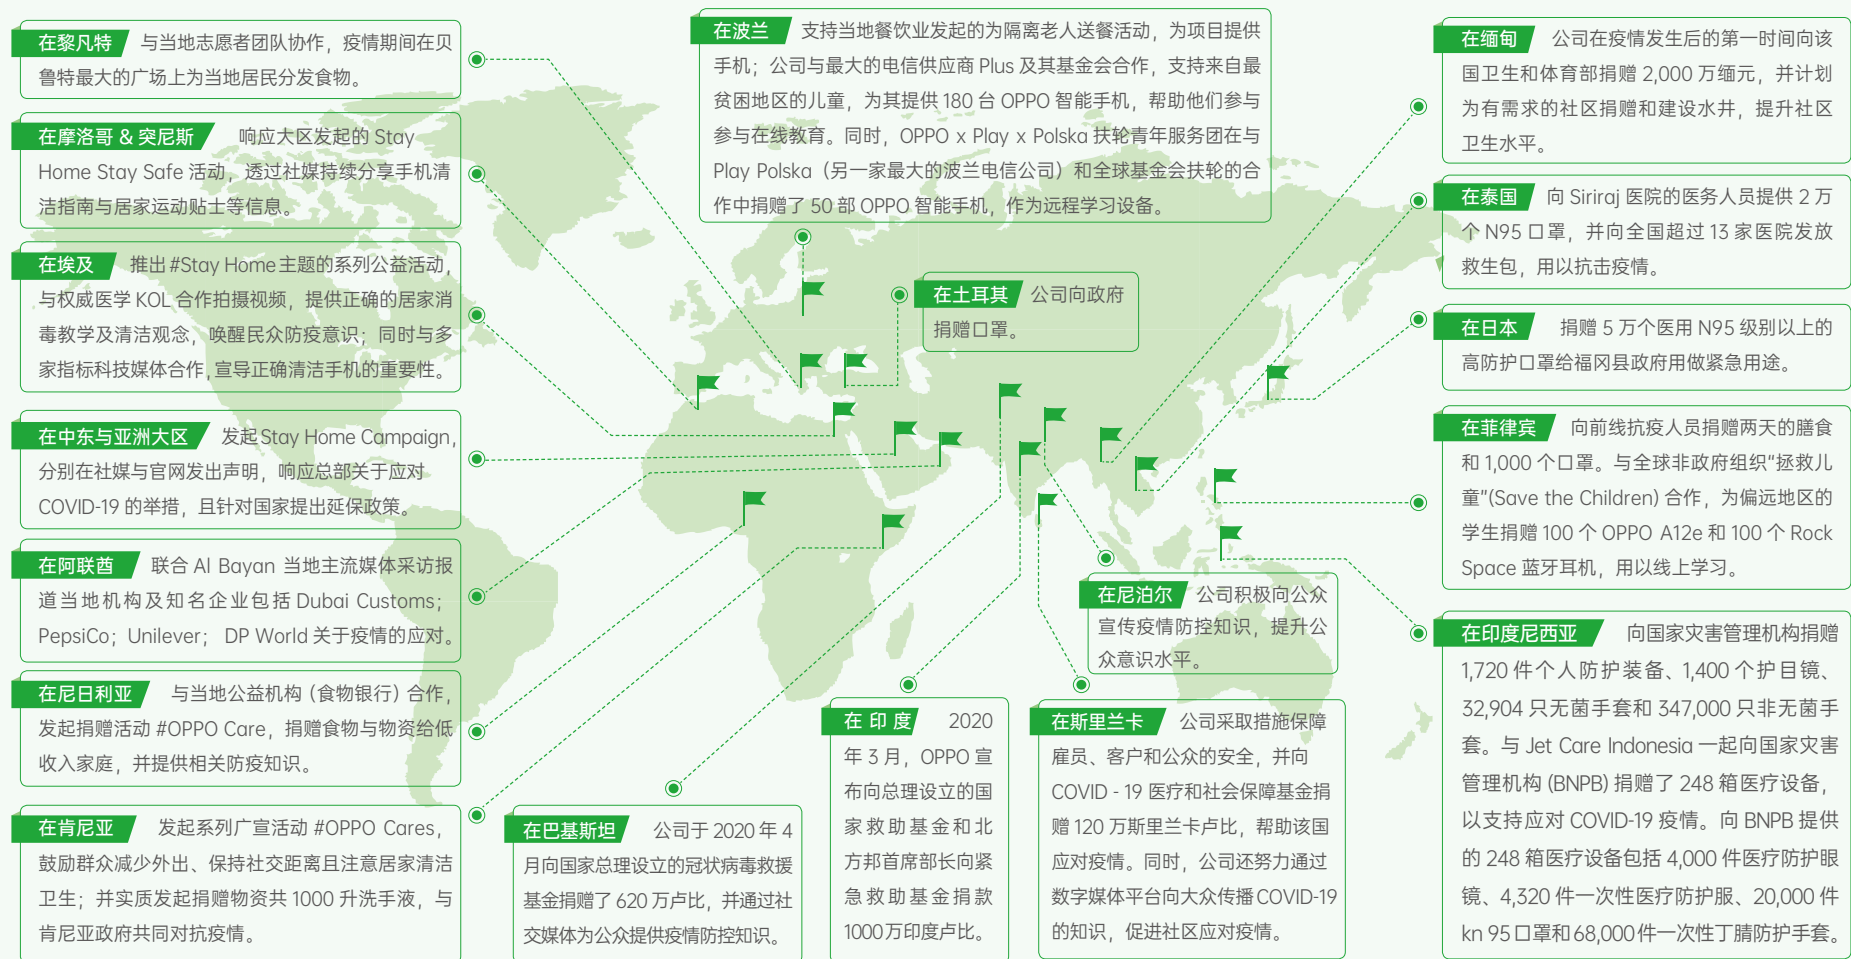 在黎凡特 与当地志愿者团队协作，疫情期间在贝
鲁特最大的广场上为当地居民分发食物。
在摩洛哥 & 突尼斯 响应大区发起的 Stay
Home Stay Safe 活动，透过社媒持续分享手机清
洁指南与居家运动贴士等信息。
在埃及 推出 #Stay Home 主题的系列公益活动，
与权威医学 KOL 合作拍摄视频，提供正确的居家消
毒教学及清洁观念，唤醒民众防疫意识；同时与多
家指标科技媒体合作，宣导正确清洁手机的重要性。
在中东与亚洲大区 发起 Stay Home Campaign，
分别在社媒与官网发出声明，响应总部关于应对
COVID-19 的举措，且针对国家提出延保政策。
在阿联酋 联合 Al Bayan 当地主流媒体采访报
道当地机构及知名企业包括 Dubai Customs；
PepsiCo；Unilever； DP World 关于疫情的应对。
在尼日利亚 与当地公益机构（食物银行）合作，
发起捐赠活动 #OPPO Care，捐赠食物与物资给低
收入家庭，并提供相关防疫知识。
在肯尼亚 发起系列广宣活动 #OPPO Cares，
鼓励群众减少外出、保持社交距离且注意居家清洁
卫生；并实质发起捐赠物资共 1000 升洗手液，与
肯尼亚政府共同对抗疫情。
在波兰 支持当地餐饮业发起的为隔离老人送餐活动，为项目提供
手机；公司与最大的电信供应商 Plus 及其基金会合作，支持来自最
贫困地区的儿童，为其提供 180 台 OPPO 智能手机，帮助他们参与
参与在线教育。同时，OPPO x Play x Polska 扶轮青年服务团在与
Play Polska（另一家最大的波兰电信公司）和全球基金会扶轮的合
作中捐赠了 50 部 OPPO 智能手机，作为远程学习设备。
在土耳其 公司向政府
捐赠口罩。
在巴基斯坦 公司于 2020 年 4
月向国家总理设立的冠状病毒救援
基金捐赠了 620 万卢比，并通过社
交媒体为公众提供疫情防控知识。
在印度 2020
年 3 月，OPPO 宣
布向总理设立的国
家救助基金和北
方邦首席部长向紧
急救助基金捐款
1000万印度卢比。
在尼泊尔 公司积极向公众
宣传疫情防控知识，提升公
众意识水平。
在斯里兰卡 公司采取措施保障
雇员、客户和公众的安全，并向
COVID - 19 医疗和社会保障基金捐
赠 120 万斯里兰卡卢比，帮助该国
应对疫情。同时，公司还努力通过
数字媒体平台向大众传播 COVID-19
的知识，促进社区应对疫情。
在缅甸 公司在疫情发生后的第一时间向该
国卫生和体育部捐赠 2,000 万缅元，并计划
为有需求的社区捐赠和建设水井，提升社区
卫生水平。
在泰国 向 Siriraj 医院的医务人员提供 2 万
个 N95 口罩，并向全国超过 13 家医院发放
救生包，用以抗击疫情。
在日本 捐赠 5 万个医用 N95 级别以上的
高防护口罩给福冈县政府用做紧急用途。
在菲律宾 向前线抗疫人员捐赠两天的膳食
和 1,000 个口罩。与全球非政府组织“拯救儿
童”(Save the Children) 合作，为偏远地区的
学生捐赠 100 个 OPPO A12e 和 100 个 Rock
Space 蓝牙耳机，用以线上学习。
在印度尼西亚 向国家灾害管理机构捐赠
1,720 件个人防护装备、1,400 个护目镜、
32,904 只无菌手套和 347,000 只非无菌手
套。与 Jet Care Indonesia 一起向国家灾害
管理机构 (BNPB) 捐赠了 248 箱医疗设备，
以支持应对 COVID-19 疫情。向 BNPB 提供
的 248 箱医疗设备包括 4,000 件医疗防护眼
镜、4,320 件一次性医疗防护服、20,000 件
kn 95 口罩和 68,000 件一次性丁腈防护手套。